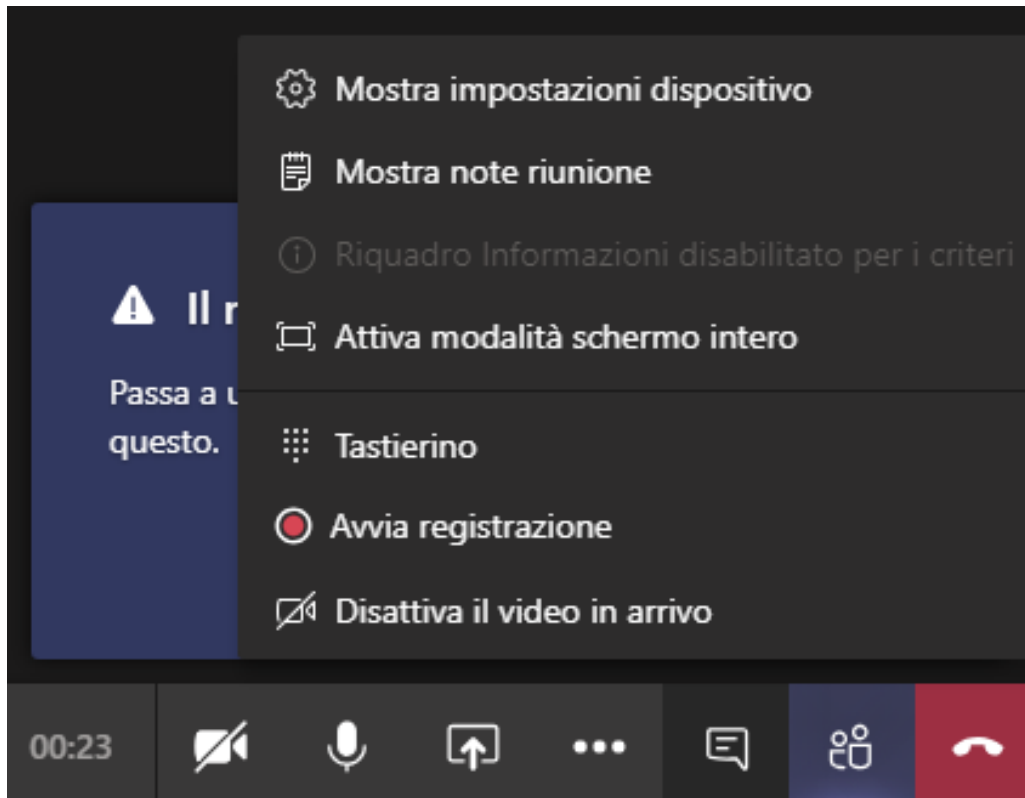 Mostra impostazioni dispositivo
Mostra note riunione
Riquadro Informazioni disabilitato per i criteri
Attiva modalità schermo intero
Il
Passa a
questo.
Tastierino
Avvia registrazione
Disattiva il video in arrivo
00:23